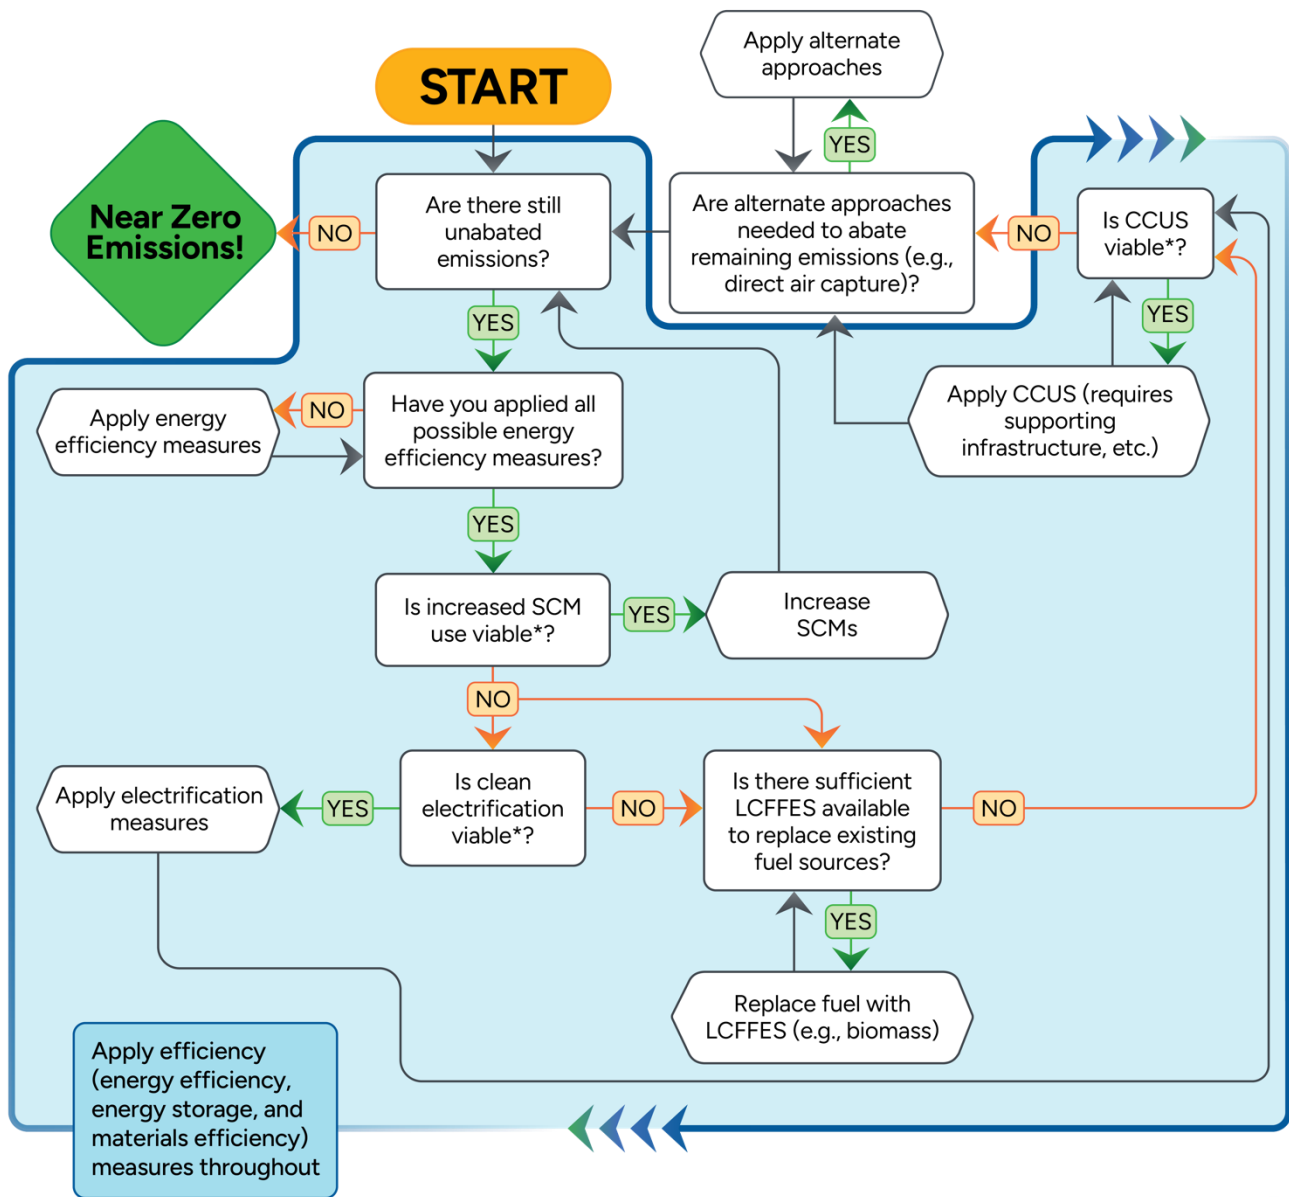 START
Apply alternate
approaches
YES
Near Zero
Emissions!
NO
Are there still
unabated
emissions?
Are alternate approaches
needed to abate
remaining emissions (e.g.,
direct air capture)?
NO
Is CCUS
viable*?
YES
YES
Apply energy
efficiency measures
NO
Have you applied all
possible energy
efficiency measures?
Apply CCUS (requires
supporting
infrastructure, etc.)
YES
Is increased SCM
use viable*?
YES
Increase
SCMs
NO
Apply electrification
measures
YES
Is clean
electrification
viable*?
NO
Is there sufficient
LCFFES available
to replace existing
fuel sources?
NO
YES
Replace fuel with
LCFFES (e.g., biomass)
Apply efficiency
(energy efficiency,
energy storage, and
materials efficiency)
measures throughout